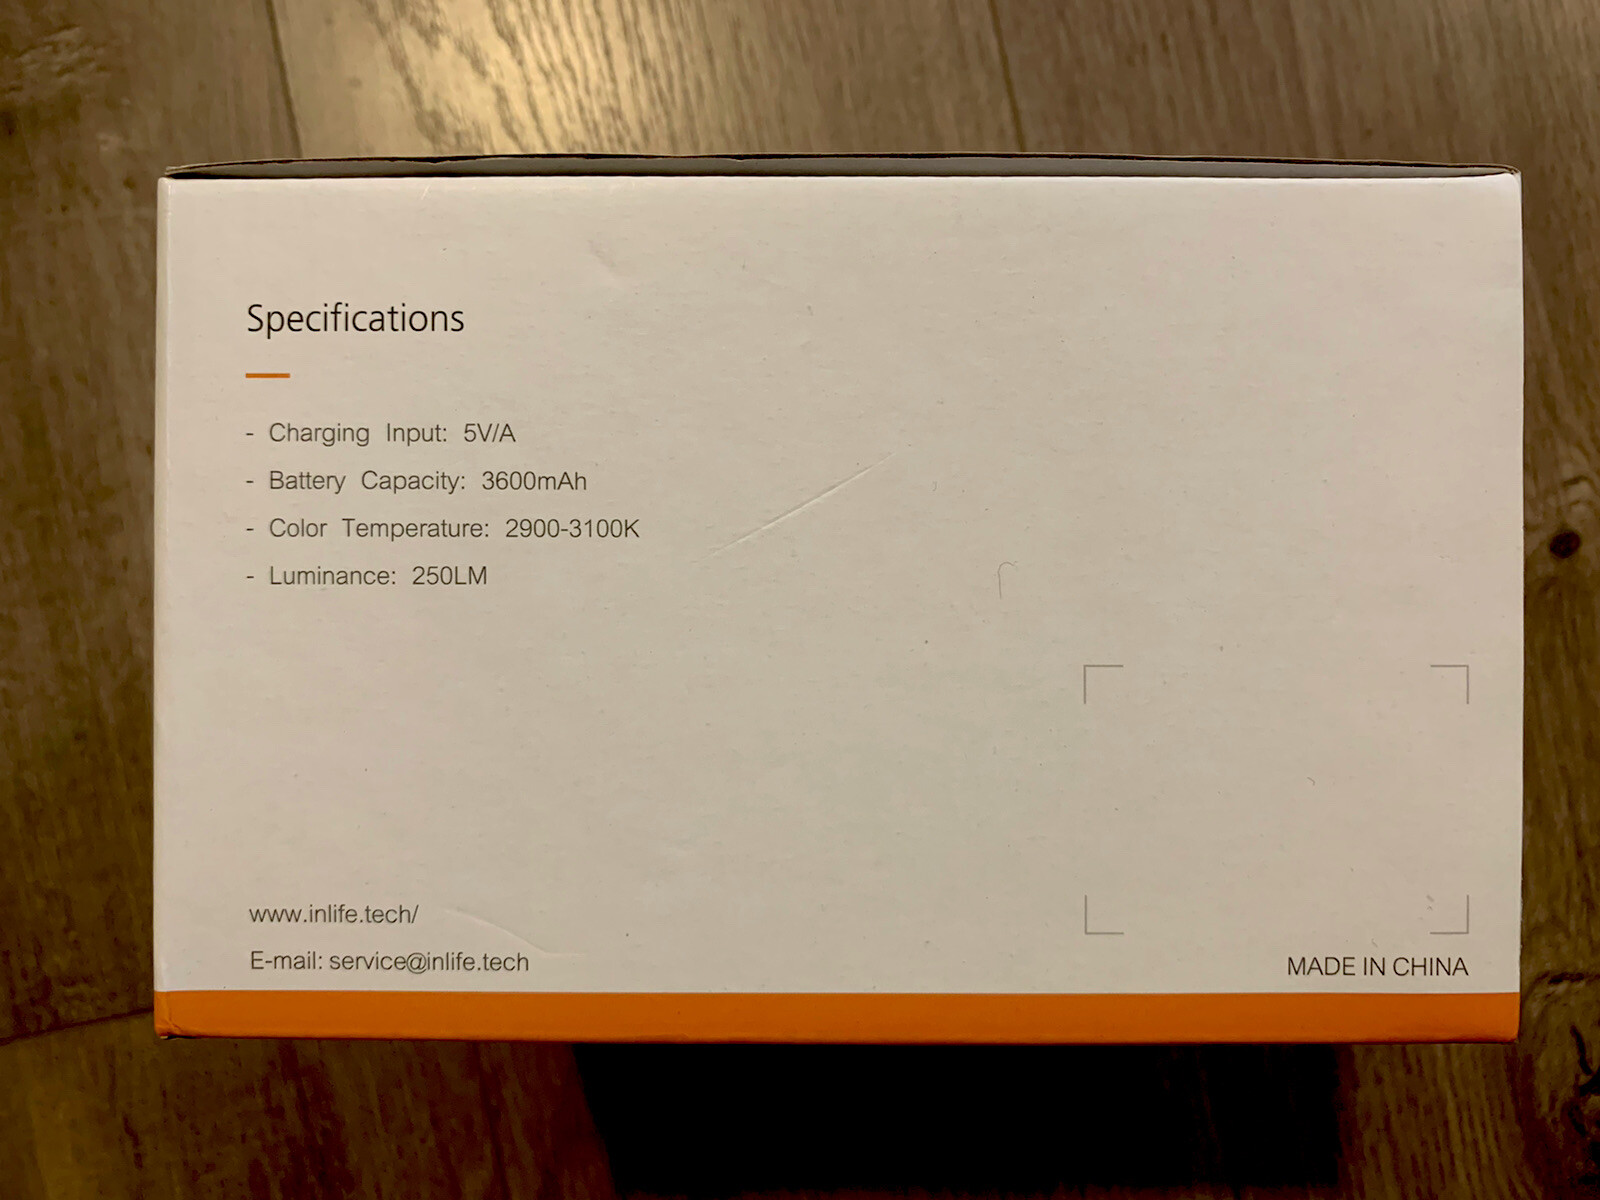 Specifications
- Charging Input: 5V/A
- Battery Capacity: 3600mAh
- Color Temperature: 2900-3100K
- Luminance: 250LM
www.inlife.tech/
E-mail: service@inlife.tech
MADE IN CHINA